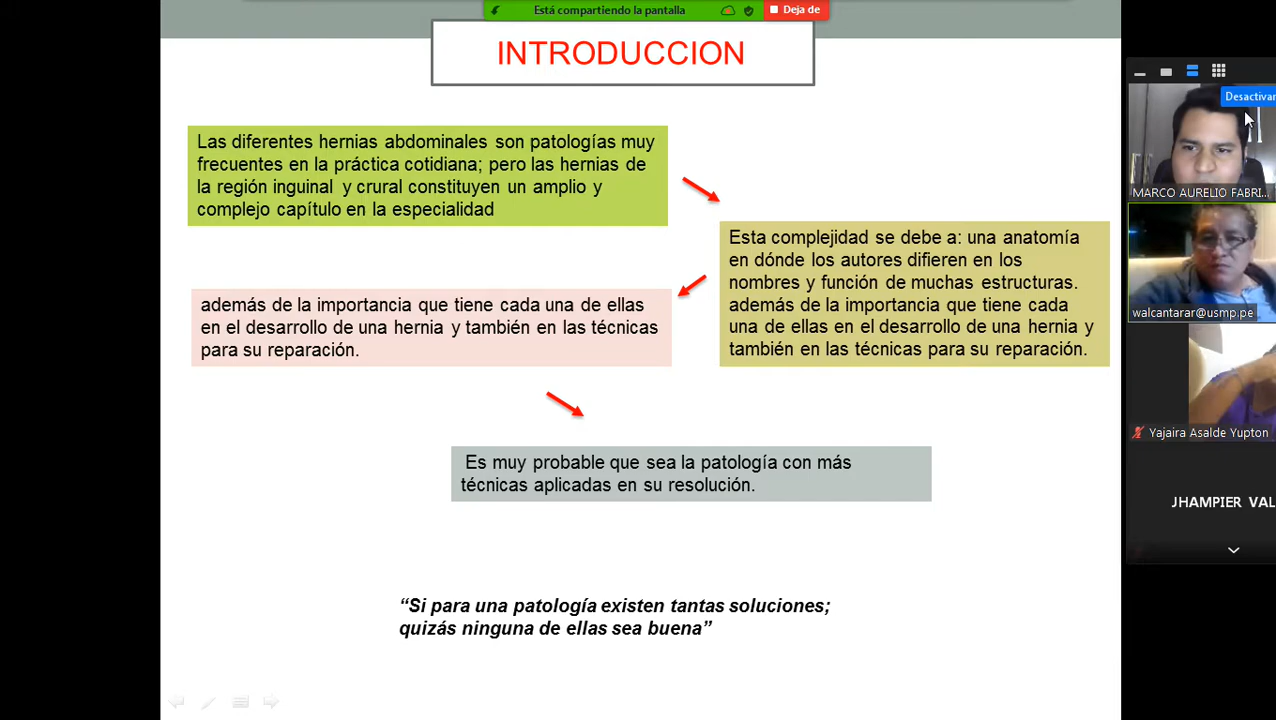 Está compartiendo la pantalla
Deja de
INTRODUCCION
Las diferentes hernias abdominales son patologías muy
frecuentes en la práctica cotidiana; pero las hernias de
la región inguinal y crural constituyen un amplio y
complejo capítulo en la especialidad
Esta complejidad se debe a: una anatomía
en dónde los autores difieren en los
nombres y función de muchas estructuras.
además de la importancia que tiene cada
una de ellas en el desarrollo de una hernia y
también en las técnicas para su reparación.
además de la importancia que tiene cada una de ellas
en el desarrollo de una hernia y también en las técnicas
para su reparación.
Es muy probable que sea la patología con más
técnicas aplicadas en su resolución.
“Si para una patología existen tantas soluciones;
quizás ninguna de ellas sea buena”
Desactivar
MARCO AURELIO FABRI...
walcantarar@usmp.pe
Yajaira Asalde Yupton
JHAMPIER VAL